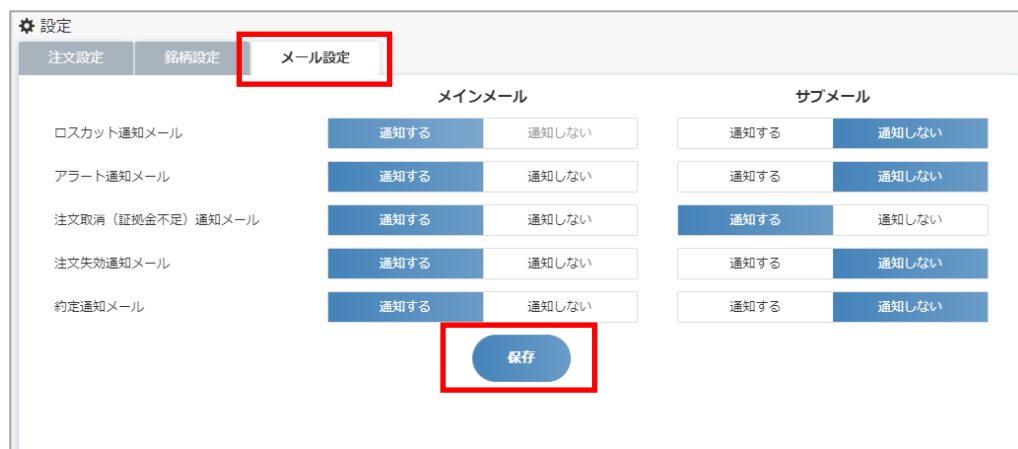 設定
注文設定 銘柄設定 メール設定
メインメール サブメール
ロスカット通知メール 通知する 通知しない 通知する 通知しない
アラート通知メール 通知する 通知しない 通知する 通知しない
注文取消（証拠金不足）通知メール 通知する 通知しない 通知する 通知しない
注文失効通知メール 通知する 通知しない 通知する 通知しない
約定通知メール 通知する 通知しない 通知する 通知しない
保存